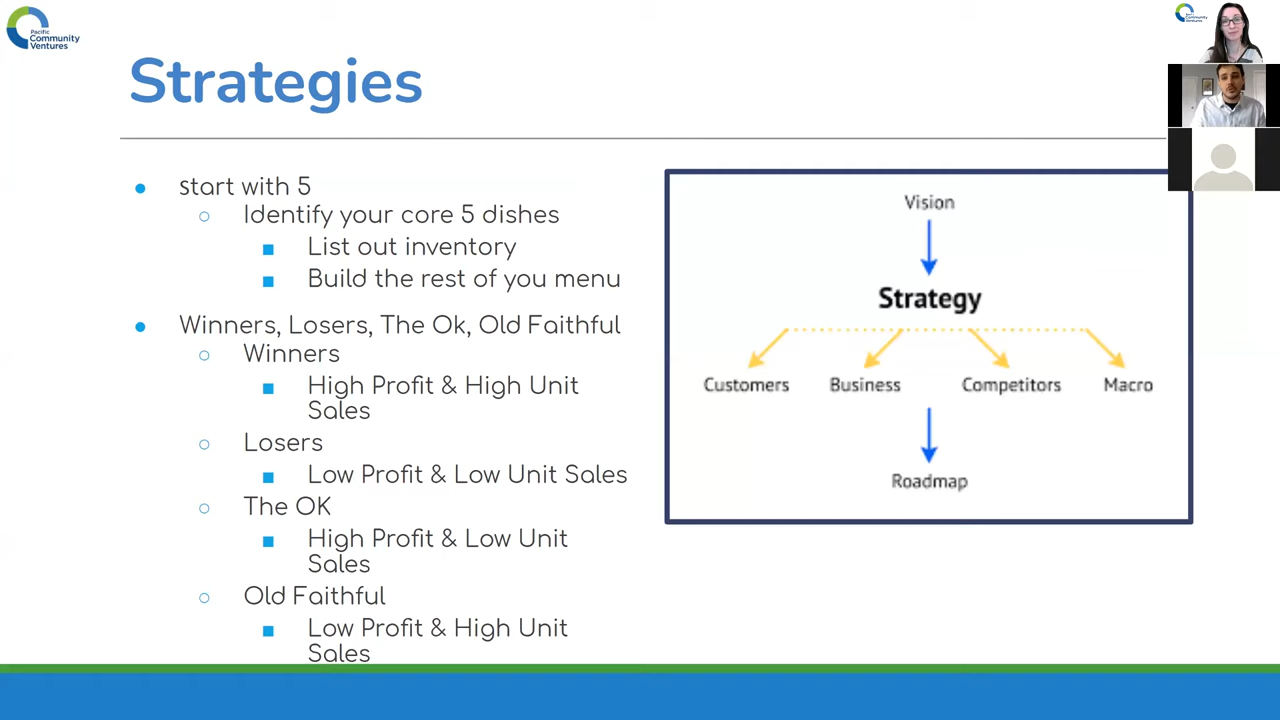 Pacific
Community
Ventures
Strategies
start with 5
Identify your core 5 dishes
List out inventory
Build the rest of you menu
Winners, Losers, The Ok, Old Faithful
Winners
High Profit & High Unit
Sales
Losers
Low Profit & Low Unit Sales
The OK
High Profit & Low Unit
Sales
Old Faithful
Low Profit & High Unit
Sales
Vision
Strategy
Customers Business Competitors Macro
Roadmap